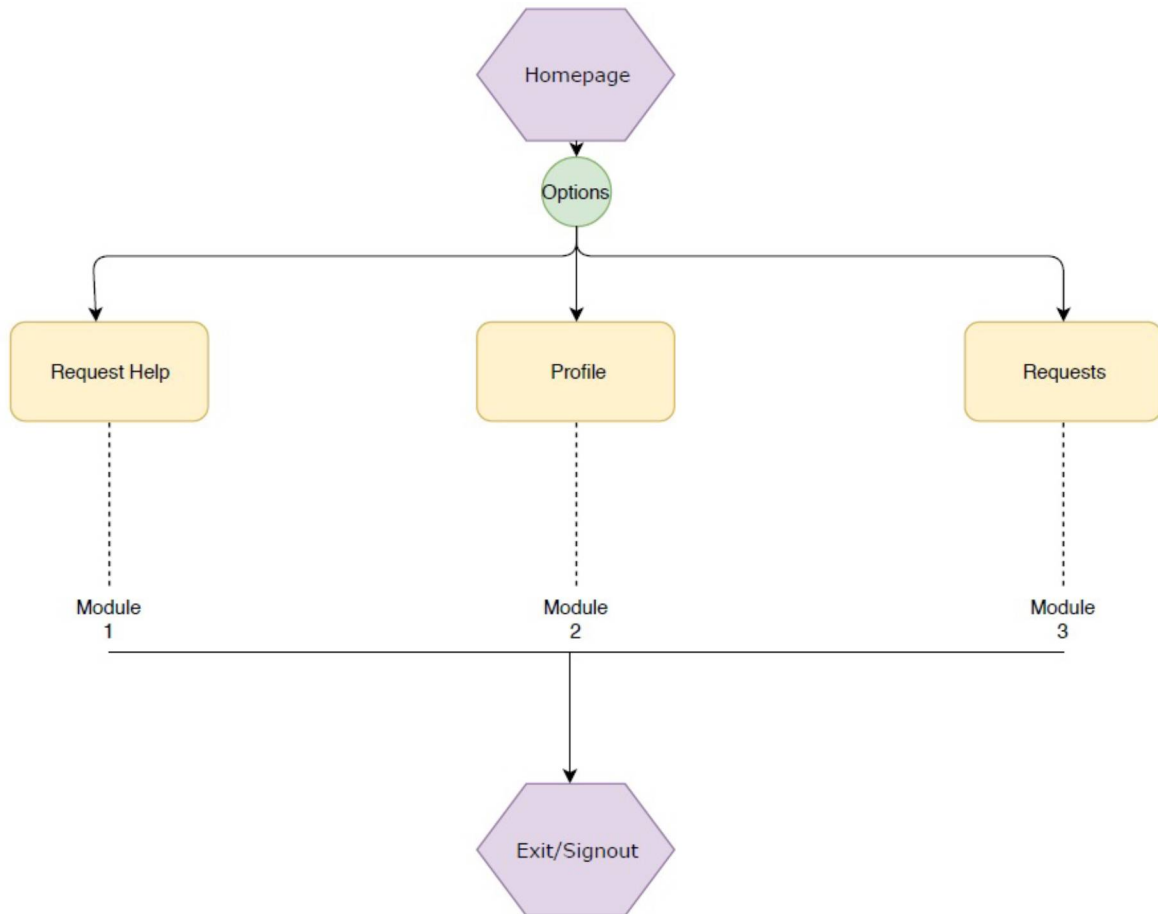 Homepage
Options
Request Help
Profile
Requests
Module
1
Module
2
Module
3
Exit/Signout